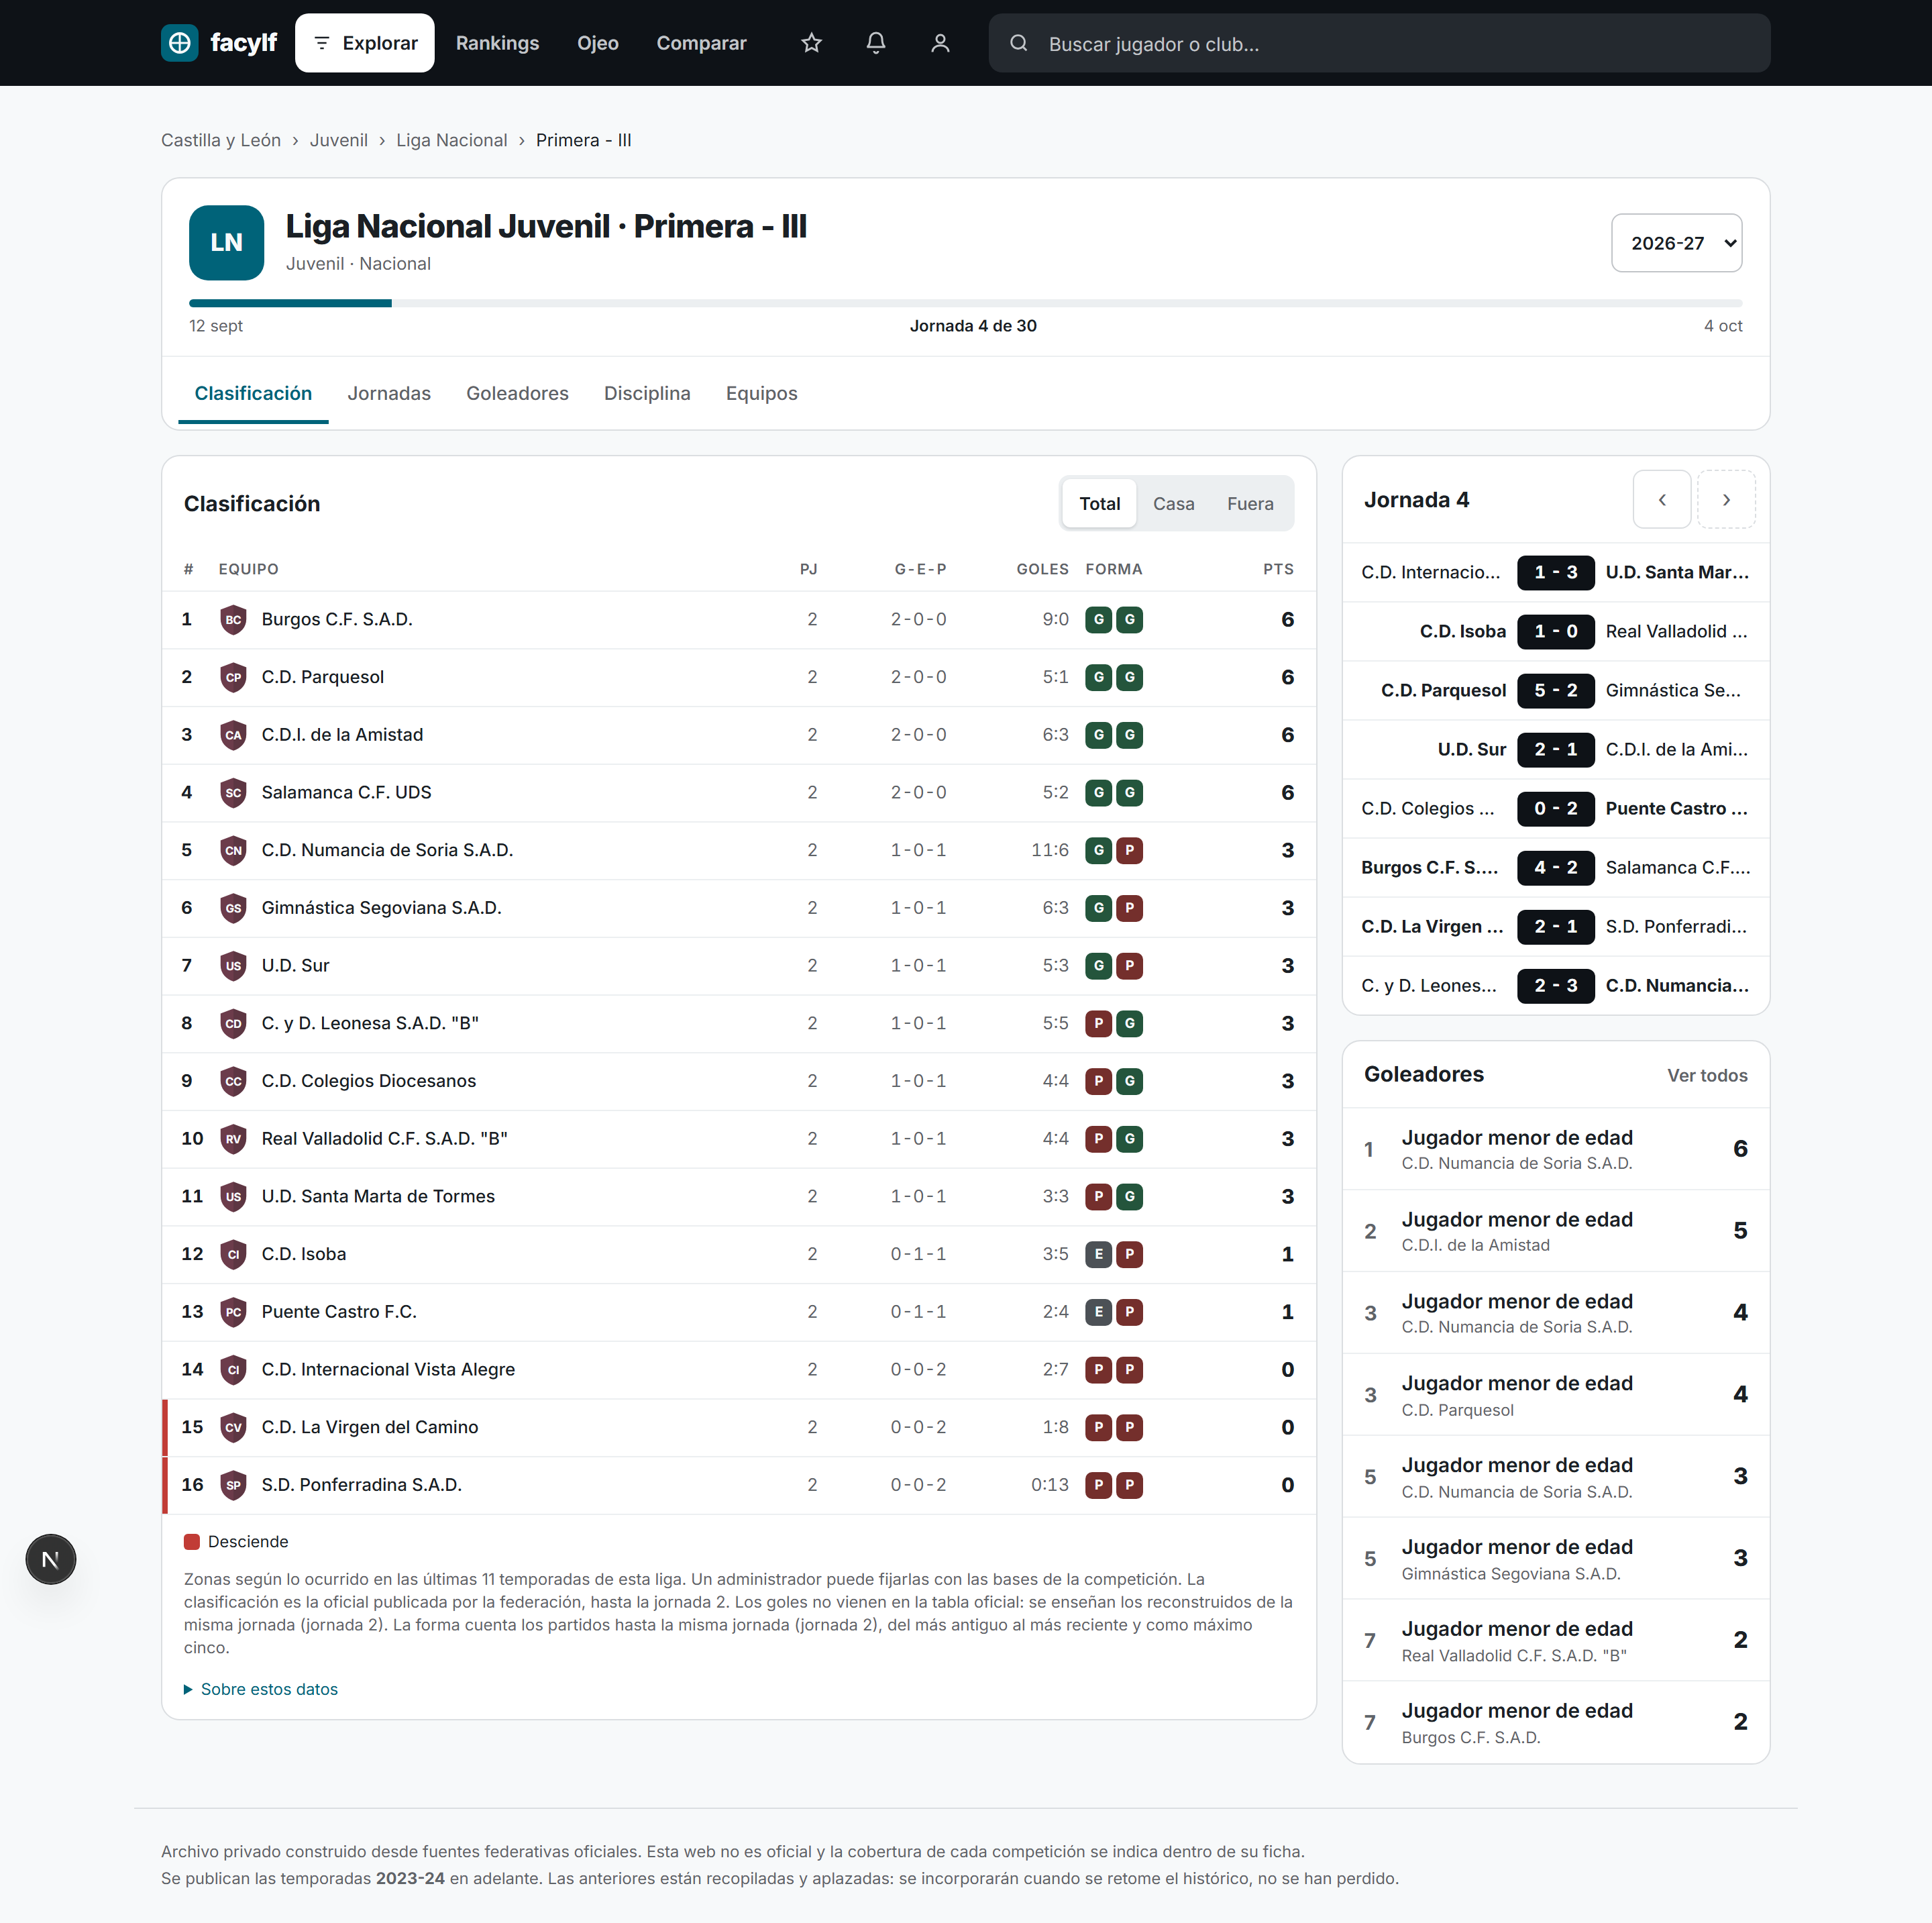 facylf Explorar Rankings Ojeo Comparar Buscar jugador o club...
Castilla y León › Juvenil › Liga Nacional › Primera - III
LN
Liga Nacional Juvenil · Primera - III
Juvenil · Nacional
2026-27
12 sept Jornada 4 de 30 4 oct
Clasificación Jornadas Goleadores Disciplina Equipos
Clasificación
Total Casa Fuera
# EQUIPO PJ G-E-P GOLES FORMA PTS
1 BC Burgos C.F. S.A.D. 2 2-0-0 9:0 G G 6
2 CP C.D. Parquesol 2 2-0-0 5:1 G G 6
3 CA C.D.I. de la Amistad 2 2-0-0 6:3 G G 6
4 SC Salamanca C.F. UDS 2 2-0-0 5:2 G G 6
5 CN C.D. Numancia de Soria S.A.D. 2 1-0-1 11:6 G P 3
6 GS Gimnástica Segoviana S.A.D. 2 1-0-1 6:3 G P 3
7 US U.D. Sur 2 1-0-1 5:3 G P 3
8 CD C. y D. Leonesa S.A.D. "B" 2 1-0-1 5:5 P G 3
9 CC C.D. Colegios Diocesanos 2 1-0-1 4:4 P G 3
10 RV Real Valladolid C.F. S.A.D. "B" 2 1-0-1 4:4 P G 3
11 US U.D. Santa Marta de Tormes 2 1-0-1 3:3 P G 3
12 CI C.D. Isoba 2 0-1-1 3:5 E P 1
13 PC Puente Castro F.C. 2 0-1-1 2:4 E P 1
14 CI C.D. Internacional Vista Alegre 2 0-0-2 2:7 P P 0
15 CV C.D. La Virgen del Camino 2 0-0-2 1:8 P P 0
16 SP S.D. Ponferradina S.A.D. 2 0-0-2 0:13 P P 0
Desciende
Zonas según lo ocurrido en las últimas 11 temporadas de esta liga. Un administrador puede fijarlas con las bases de la competición. La
clasificación es la oficial publicada por la federación, hasta la jornada 2. Los goles no vienen en la tabla oficial: se enseñan los reconstruidos de la
misma jornada (jornada 2). La forma cuenta los partidos hasta la misma jornada (jornada 2), del más antiguo al más reciente y como máximo
cinco.
▶ Sobre estos datos
Jornada 4 ‹ ›
C.D. Internacio... 1 - 3 U.D. Santa Mar...
C.D. Isoba 1 - 0 Real Valladolid ...
C.D. Parquesol 5 - 2 Gimnástica Se...
U.D. Sur 2 - 1 C.D.I. de la Ami...
C.D. Colegios ... 0 - 2 Puente Castro ...
Burgos C.F. S.... 4 - 2 Salamanca C.F....
C.D. La Virgen ... 2 - 1 S.D. Ponferradi...
C. y D. Leones... 2 - 3 C.D. Numancia...
Goleadores Ver todos
1 Jugador menor de edad 6
C.D. Numancia de Soria S.A.D.
2 Jugador menor de edad 5
C.D.I. de la Amistad
3 Jugador menor de edad 4
C.D. Numancia de Soria S.A.D.
3 Jugador menor de edad 4
C.D. Parquesol
5 Jugador menor de edad 3
C.D. Numancia de Soria S.A.D.
5 Jugador menor de edad 3
Gimnástica Segoviana S.A.D.
7 Jugador menor de edad 2
Real Valladolid C.F. S.A.D. "B"
7 Jugador menor de edad 2
Burgos C.F. S.A.D.
N
Archivo privado construido desde fuentes federativas oficiales. Esta web no es oficial y la cobertura de cada competición se indica dentro de su ficha.
Se publican las temporadas 2023-24 en adelante. Las anteriores están recopiladas y aplazadas: se incorporarán cuando se retome el histórico, no se han perdido.